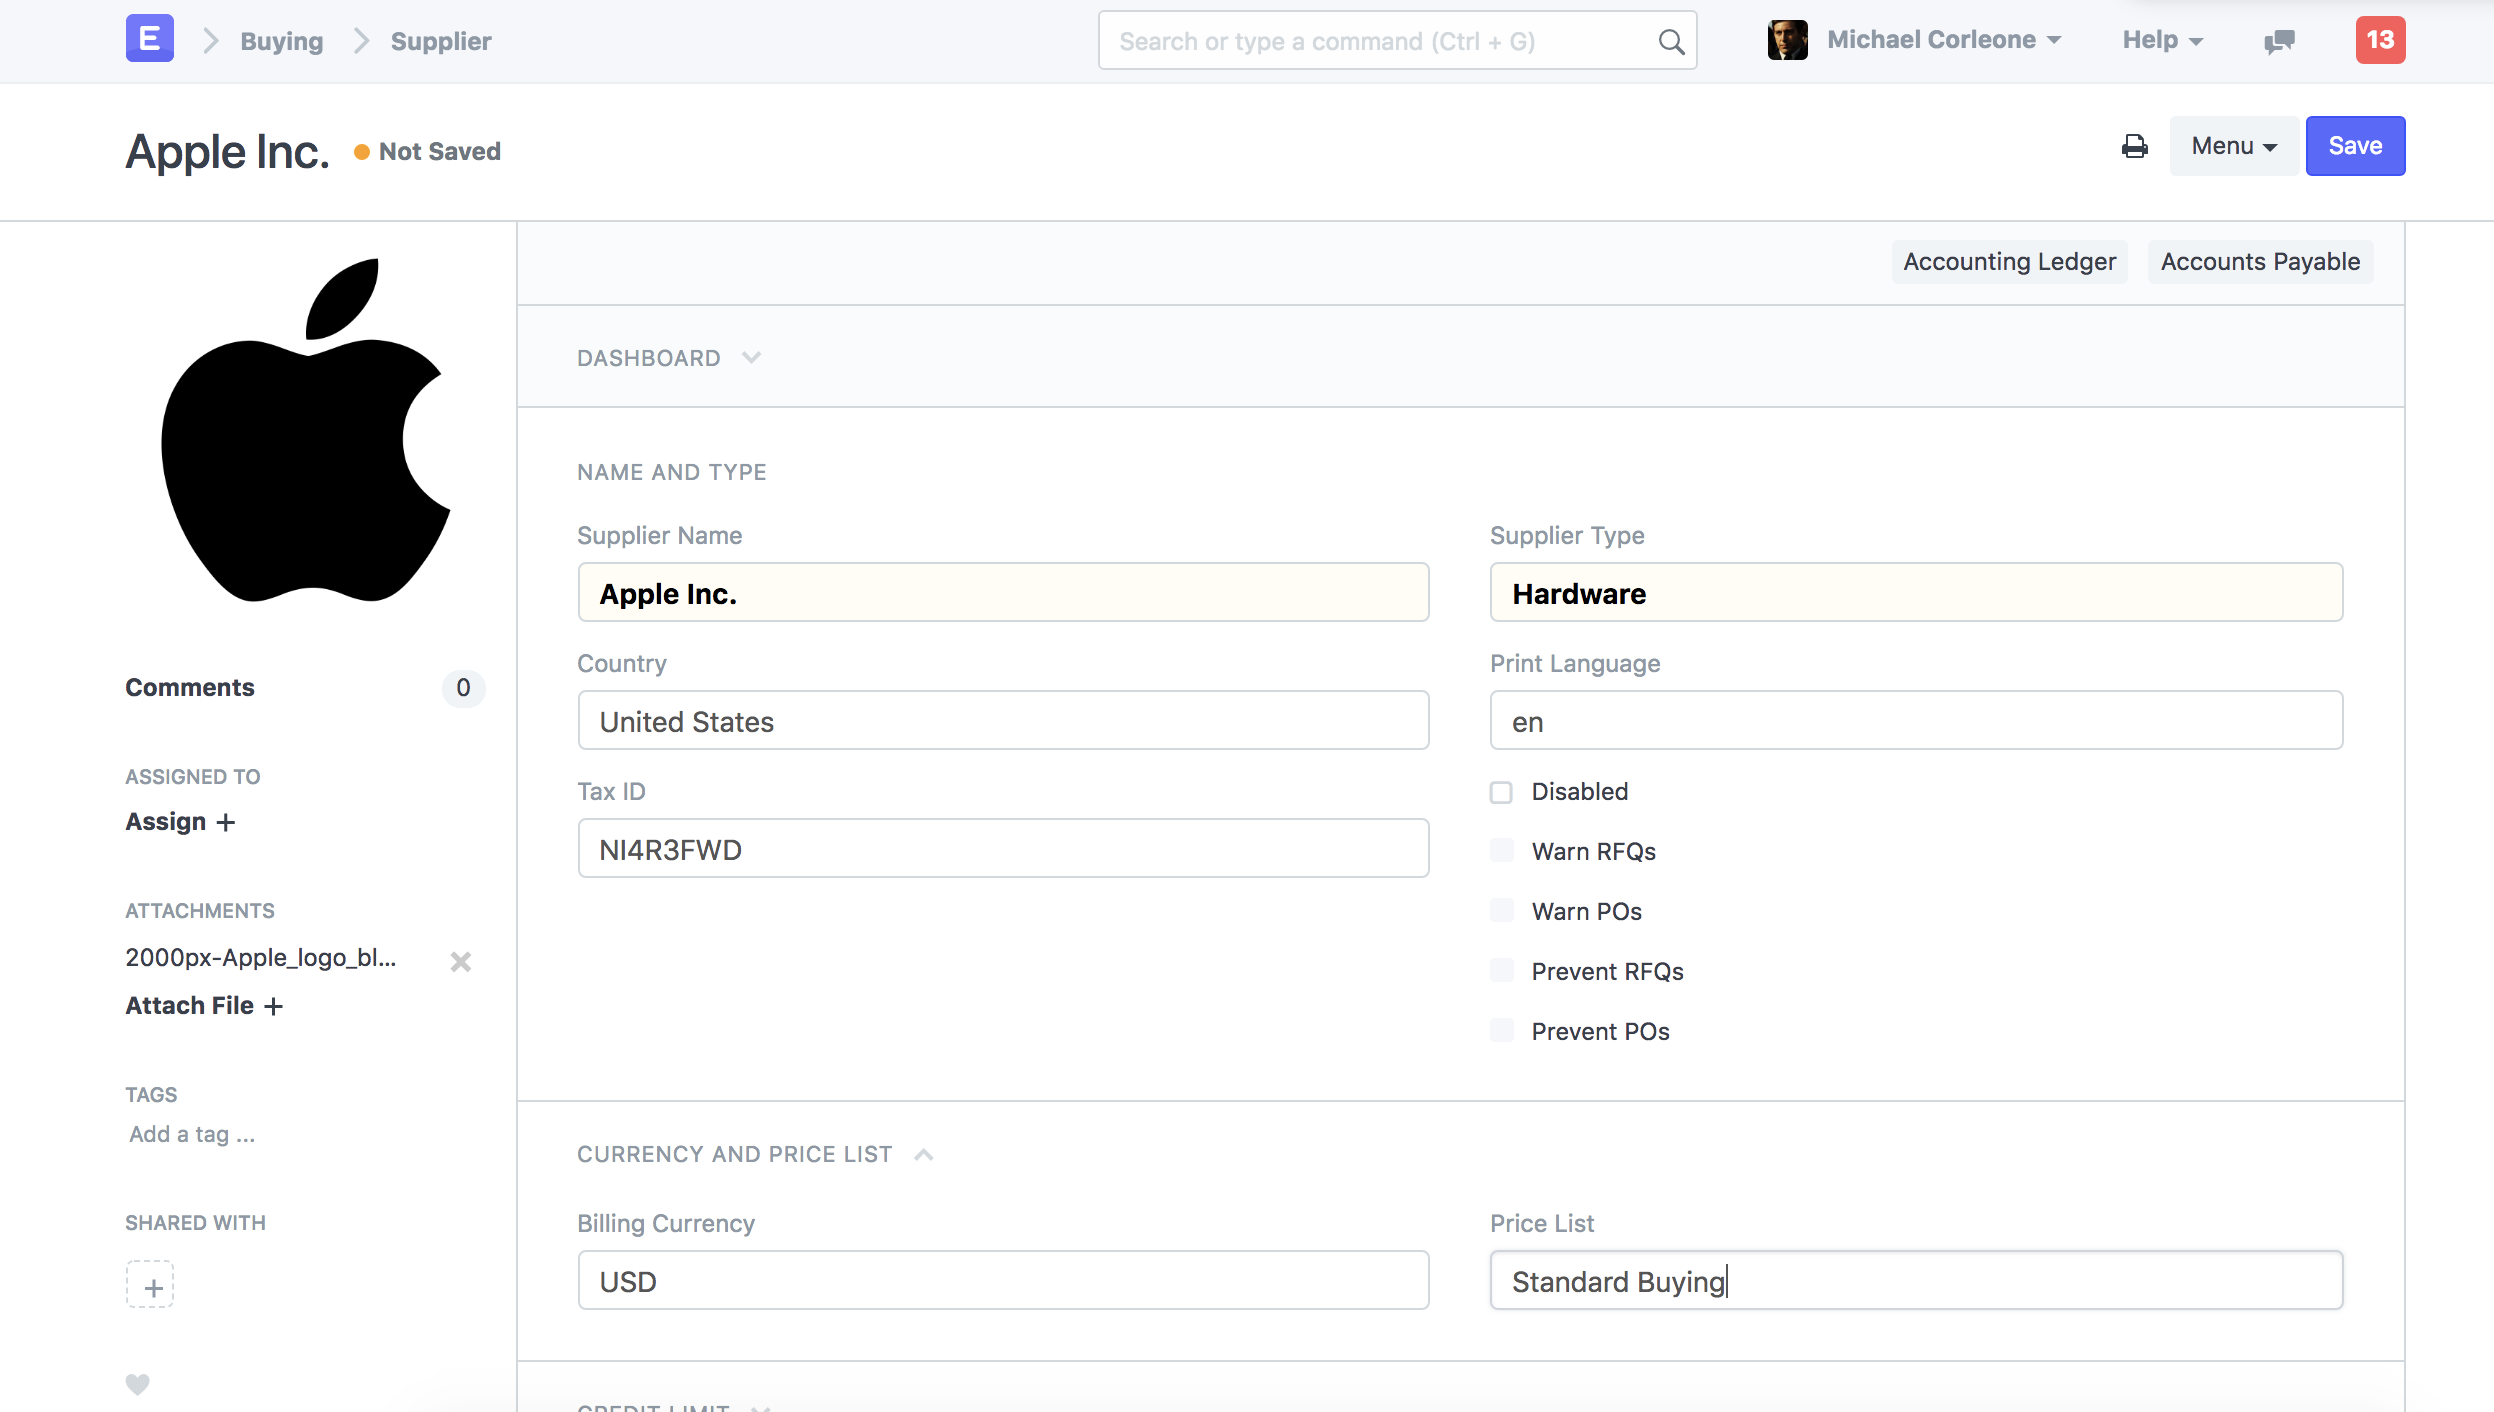 E Buying Supplier Search or type a command (Ctrl + G) Michael Corleone Help 13
Apple Inc. Not Saved Menu Save
Accounting Ledger Accounts Payable
DASHBOARD
NAME AND TYPE
Supplier Name Supplier Type
Apple Inc. Hardware
Country Print Language
United States en
Tax ID Disabled
NI4R3FWD Warn RFQs
Warn POs
Prevent RFQs
Prevent POs
Comments 0
ASSIGNED TO
Assign +
ATTACHMENTS
2000px-Apple_logo_bl...
Attach File +
TAGS
Add a tag ...
SHARED WITH
+
CURRENCY AND PRICE LIST
Billing Currency Price List
USD Standard Buying
CREDIT LIMIT